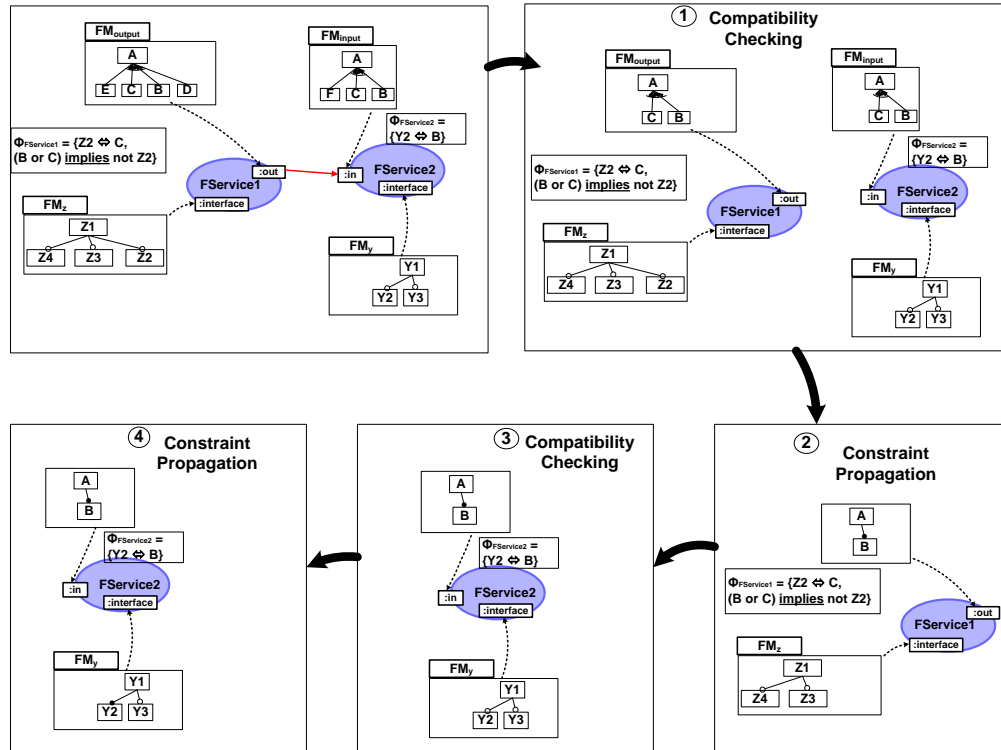 FMoutput
A
E C B D
FMinput
A
F C B
ΦFService1 = {Z2 ⇔ C,
(B or C) implies not Z2}
ΦFService2 =
{Y2 ⇔ B}
:out
:in
FService1
FService2
:interface
:interface
FMz
Z1
Z4 Z3 Z2
FMy
Y1
Y2 Y3
1 Compatibility
Checking
FMoutput
A
C B
FMinput
A
C B
ΦFService1 = {Z2 ⇔ C,
(B or C) implies not Z2}
ΦFService2 =
{Y2 ⇔ B}
:out
:in
FService1
FService2
:interface
:interface
FMz
Z1
Z4 Z3 Z2
FMy
Y1
Y2 Y3
4 Constraint
Propagation
A
B
ΦFService2 =
{Y2 ⇔ B}
:in
FService2
:interface
FMy
Y1
Y2 Y3
3 Compatibility
Checking
A
B
ΦFService2 =
{Y2 ⇔ B}
:in
FService2
:interface
FMy
Y1
Y2 Y3
2 Constraint
Propagation
A
B
ΦFService1 = {Z2 ⇔ C,
(B or C) implies not Z2}
:out
FService1
:interface
FMz
Z1
Z4 Z3